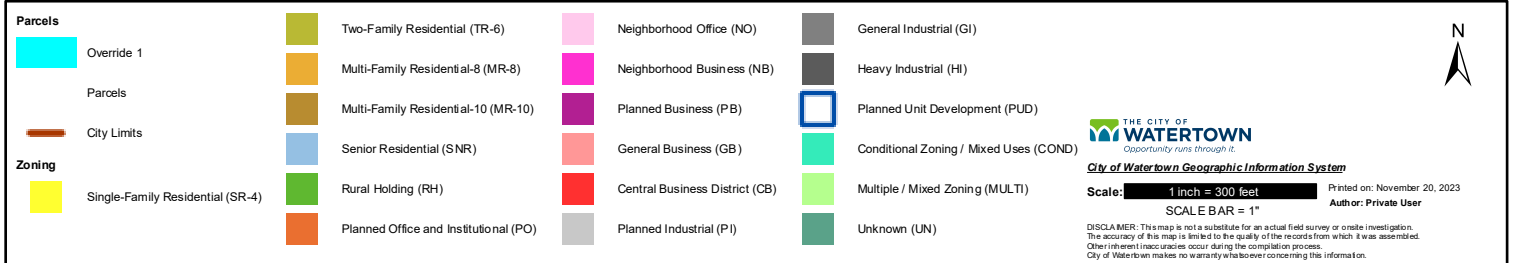 Parcels
Override 1
Parcels
City Limits
Zoning
Single-Family Residential (SR-4)
Two-Family Residential (TR-6)
Multi-Family Residential-8 (MR-8)
Multi-Family Residential-10 (MR-10)
Senior Residential (SNR)
Rural Holding (RH)
Planned Office and Institutional (PO)
Neighborhood Office (NO)
Neighborhood Business (NB)
Planned Business (PB)
General Business (GB)
Central Business District (CB)
Planned Industrial (PI)
General Industrial (GI)
Heavy Industrial (HI)
Planned Unit Development (PUD)
Conditional Zoning / Mixed Uses (COND)
Multiple / Mixed Zoning (MULTI)
Unknown (UN)
N
THE CITY OF
WATERTOWN
Opportunity runs through it.
City of Watertown Geographic Information System
Scale: 1 inch = 300 feet
SCALE BAR = 1"
Printed on: November 20, 2023
Author: Private User
DISCLAIMER: This map is not a substitute for an actual field survey or onsite investigation.
The accuracy of this map is limited to the quality of the records from which it was assembled.
Other inherent inaccuracies occur during the compilation process.
City of Watertown makes no warranty whatsoever concerning this information.